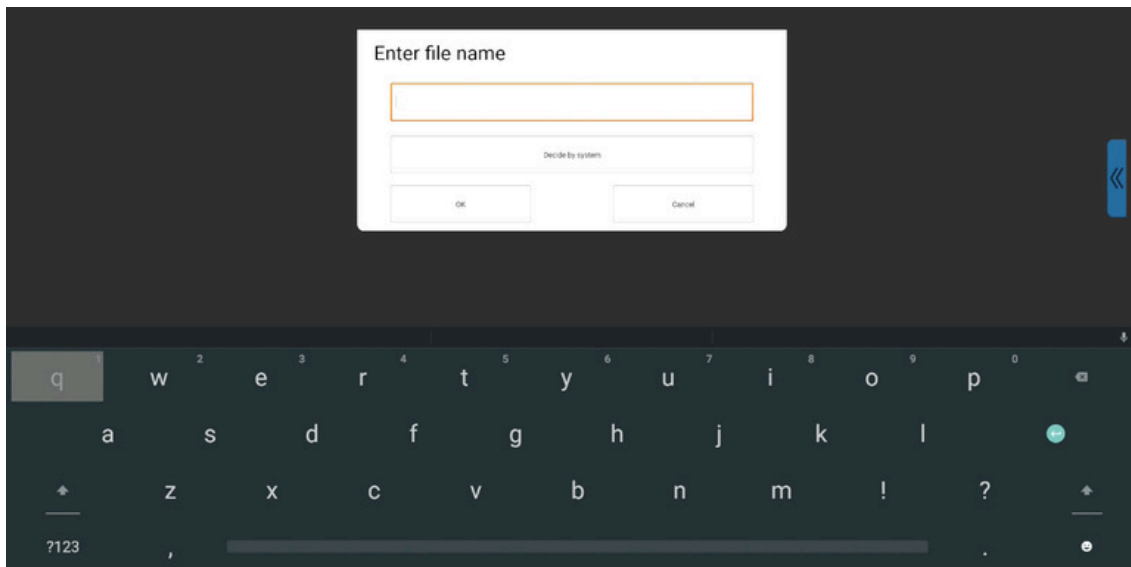 Enter file name
Decide by system
OK Cancel
1 2 3 4 5 6 7 8 9 0
q w e r t y u i o p
a s d f g h j k l
z x c v b n m ! ?
?123 , .